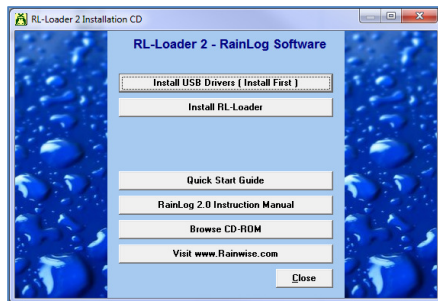 RL-Loader 2 Installation CD
RL-Loader 2 - RainLog Software
Install USB Drivers ( Install First )
Install RL-Loader
Quick Start Guide
RainLog 2.0 Instruction Manual
Browse CD-ROM
Visit www.Rainwise.com
Close